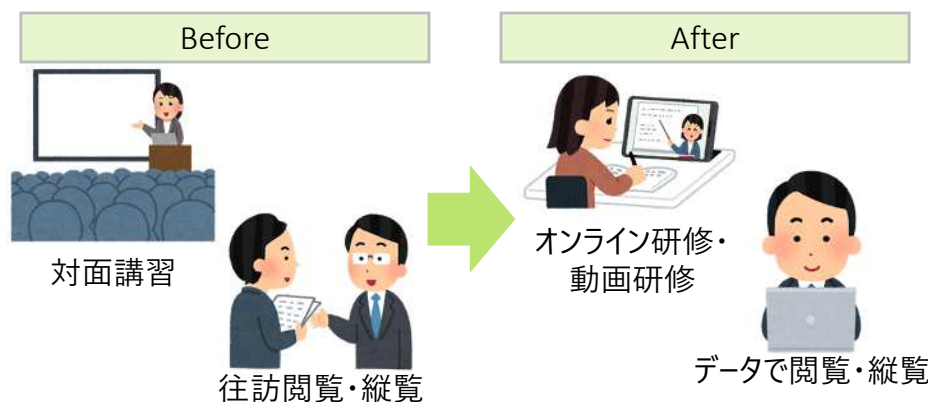 Before
After
対面講習
往訪閲覧・縦覧
オンライン研修・
動画研修
データで閲覧・縦覧